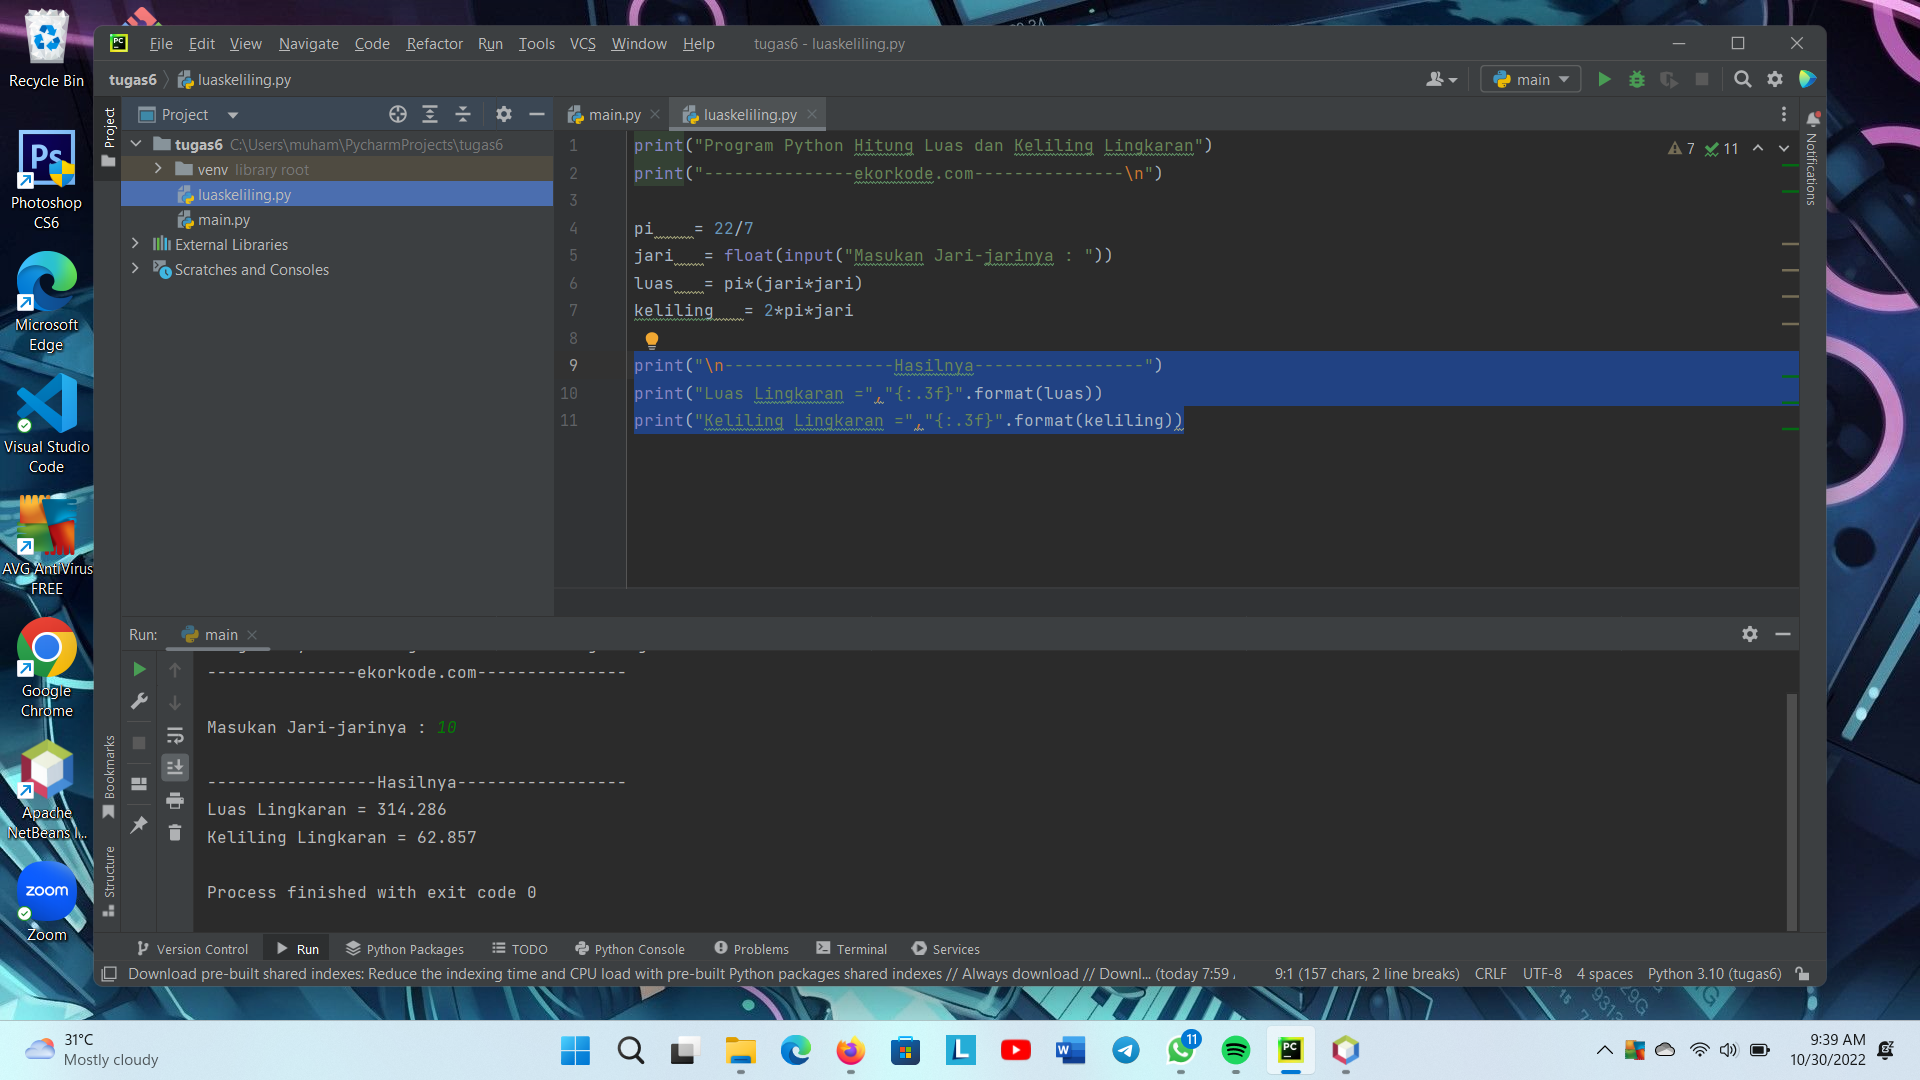 Recycle Bin
Photoshop
CS6
Microsoft
Edge
Visual Studio
Code
AVG AntiVirus
FREE
Google
Chrome
Apache
NetBeans I...
zoom
Zoom
File Edit View Navigate Code Refactor Run Tools VCS Window Help tugas6 - luaskeliling.py
tugas6 luaskeliling.py main
Project
Project
tugas6 C:\Users\muham\PycharmProjects\tugas6
venv library root
luaskeliling.py
main.py
External Libraries
Scratches and Consoles
main.py luaskeliling.py
7 11
Notifications
1 print("Program Python Hitung Luas dan Keliling Lingkaran")
2 print("---------------ekorkode.com---------------\n")
3
4 pi    = 22/7
5 jari   = float(input("Masukan Jari-jarinya : "))
6 luas   = pi*(jari*jari)
7 keliling   = 2*pi*jari
8
9 print("\n-----------------Hasilnya-----------------")
10 print("Luas Lingkaran =","{:.3f}".format(luas))
11 print("Keliling Lingkaran =","{:.3f}".format(keliling))
Run: main
---------------ekorkode.com---------------
Masukan Jari-jarinya : 10
-----------------Hasilnya-----------------
Luas Lingkaran = 314.286
Keliling Lingkaran = 62.857
Process finished with exit code 0
Bookmarks
Structure
Version Control Run Python Packages TODO Python Console Problems Terminal Services
Download pre-built shared indexes: Reduce the indexing time and CPU load with pre-built Python packages shared indexes // Always download // Downl... (today 7:59 9:1 (157 chars, 2 line breaks) CRLF UTF-8 4 spaces Python 3.10 (tugas6)
31°C
Mostly cloudy
11
9:39 AM
10/30/2022